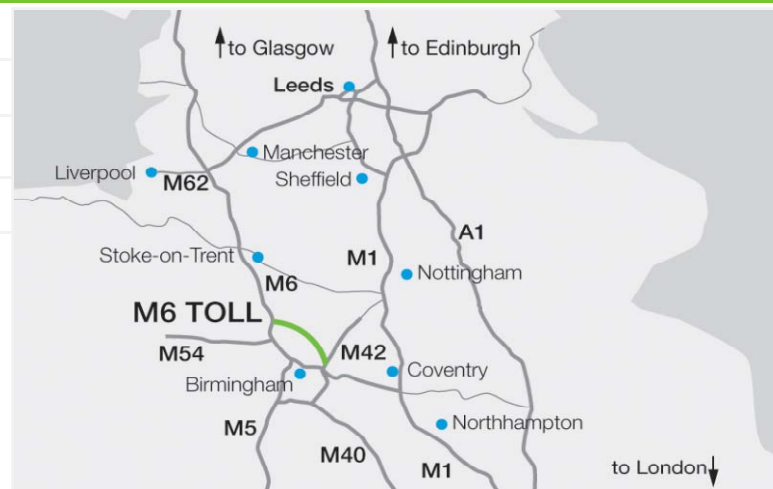 to Glasgow
to Edinburgh
Leeds
Manchester
Liverpool
M62
Sheffield
A1
Stoke-on-Trent
M1
M6
Nottingham
M6 TOLL
M54
M42
Coventry
Birmingham
Northhampton
M5
M40
M1
to London